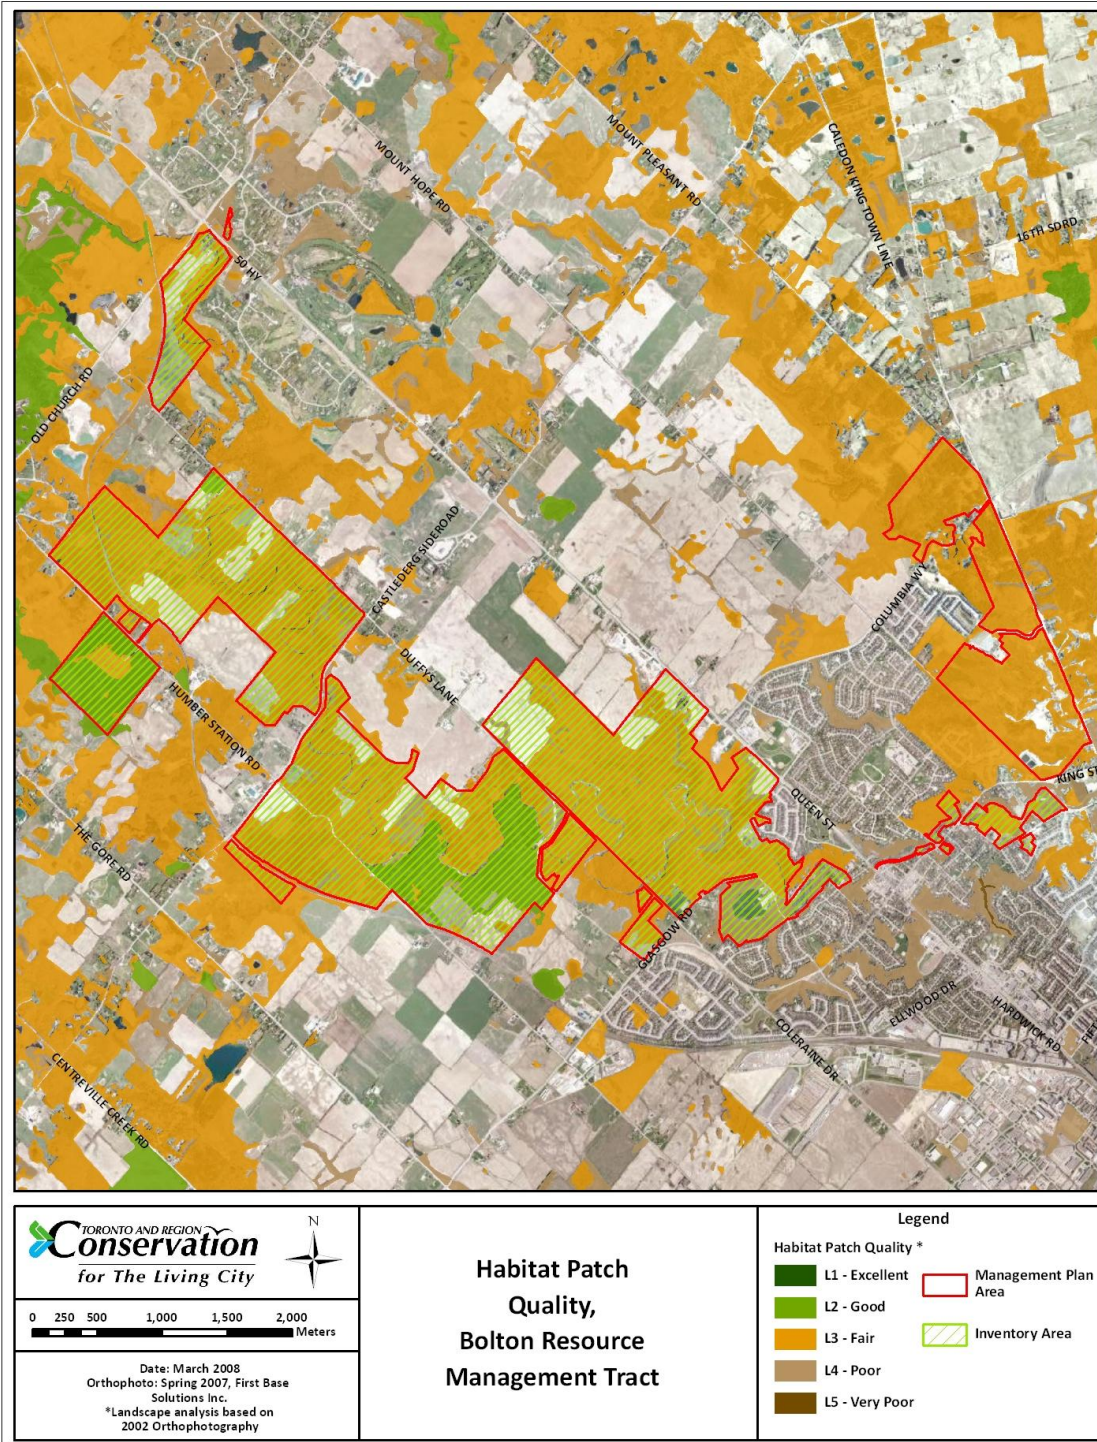 MOUNT HOPE RD
MOUNT PLEASANT RD
CALEDON KING TOWN LINE
16TH SDRD
50 HY
OLD CHURCH RD
CASTLEDERG SIDEROAD
COLUMBIA WY
DUFFYS LANE
HUMBER STATION RD
QUEEN ST
KING ST
THE GORE RD
GLASGOW RD
ELLWOOD DR
HARDWICK RD
COLERAINE DR
CENTREVILLE CREEK RD
TORONTO AND REGION
Conservation
for The Living City
N
0 250 500 1,000 1,500 2,000
Meters
Date: March 2008
Orthophoto: Spring 2007, First Base
Solutions Inc.
*Landscape analysis based on
2002 Orthophotography
Habitat Patch
Quality,
Bolton Resource
Management Tract
Legend
Habitat Patch Quality *
L1 - Excellent
L2 - Good
L3 - Fair
L4 - Poor
L5 - Very Poor
Management Plan
Area
Inventory Area